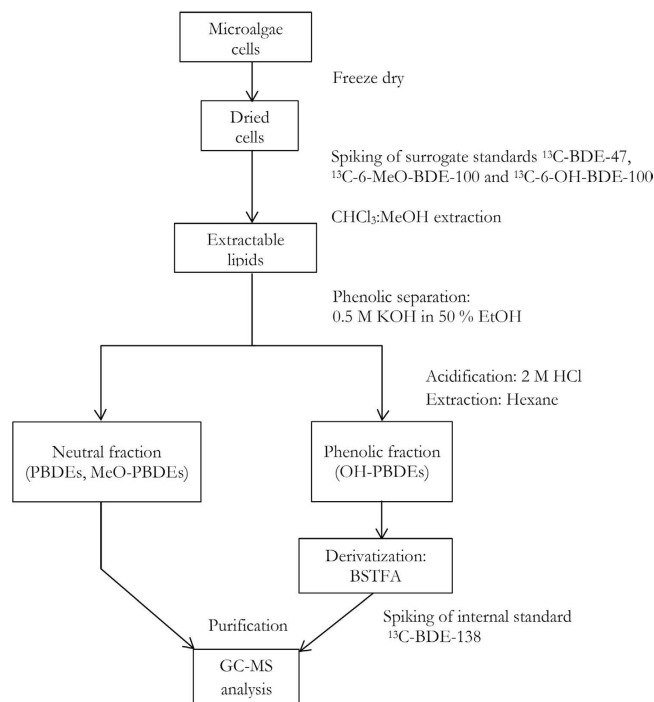 Microalgae
cells
Freeze dry
Dried
cells
Spiking of surrogate standards ¹³C-BDE-47,
¹³C-6-MeO-BDE-100 and ¹³C-6-OH-BDE-100
CHCl₃:MeOH extraction
Extractable
lipids
Phenolic separation:
0.5 M KOH in 50 % EtOH
Acidification: 2 M HCl
Extraction: Hexane
Neutral fraction
(PBDEs, MeO-PBDEs)
Phenolic fraction
(OH-PBDEs)
Derivatization:
BSTFA
Purification
Spiking of internal standard
¹³C-BDE-138
GC-MS
analysis